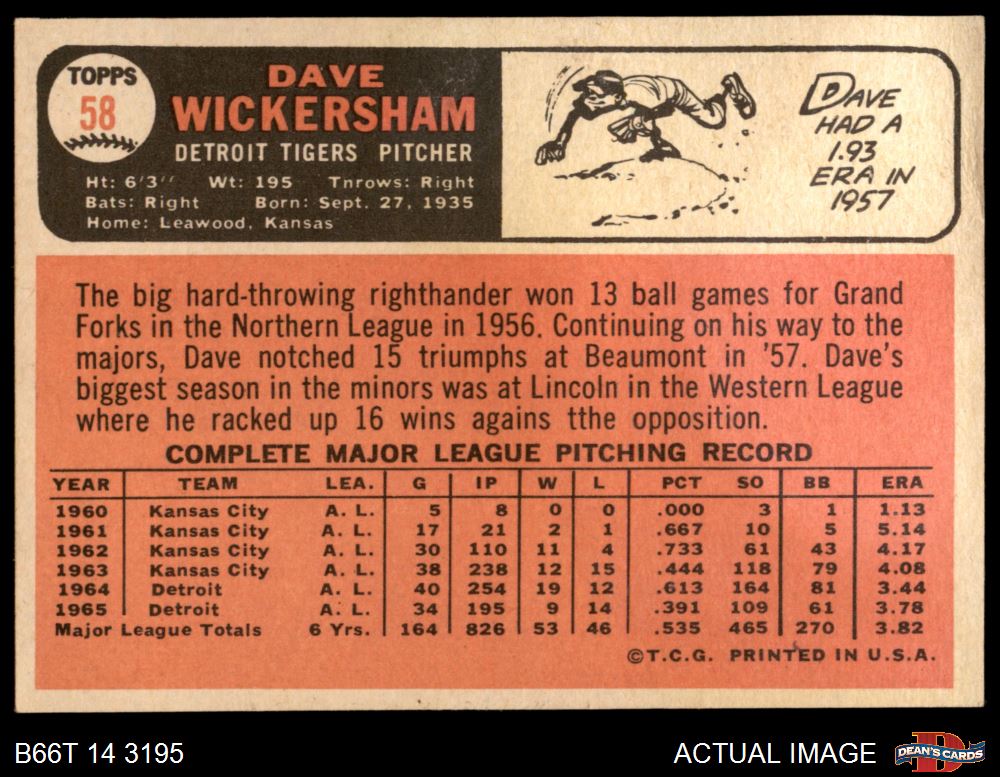 TOPPS
58
DAVE
WICKERSHAM
DETROIT TIGERS PITCHER
Ht: 6'3" Wt: 195 Throws: Right
Bats: Right Born: Sept. 27, 1935
Home: Leawood, Kansas
DAVE
HAD A
1.93
ERA IN
1957
The big hard-throwing righthander won 13 ball games for Grand
Forks in the Northern League in 1956. Continuing on his way to the
majors, Dave notched 15 triumphs at Beaumont in '57. Dave's
biggest season in the minors was at Lincoln in the Western League
where he racked up 16 wins agains tthe opposition.
COMPLETE MAJOR LEAGUE PITCHING RECORD
YEAR TEAM LEA. G IP W L PCT SO BB ERA
1960 Kansas City A. L. 5 8 0 0 .000 3 1 1.13
1961 Kansas City A. L. 17 21 2 1 .667 10 5 5.14
1962 Kansas City A. L. 30 110 11 4 .733 61 43 4.17
1963 Kansas City A. L. 38 238 12 15 .444 118 79 4.08
1964 Detroit A. L. 40 254 19 12 .613 164 81 3.44
1965 Detroit A. L. 34 195 9 14 .391 109 61 3.78
Major League Totals 6 Yrs. 164 826 53 46 .535 465 270 3.82
©T.C.G. PRINTED IN U.S.A.
B66T 14 3195
ACTUAL IMAGE
DEAN'S CARDS